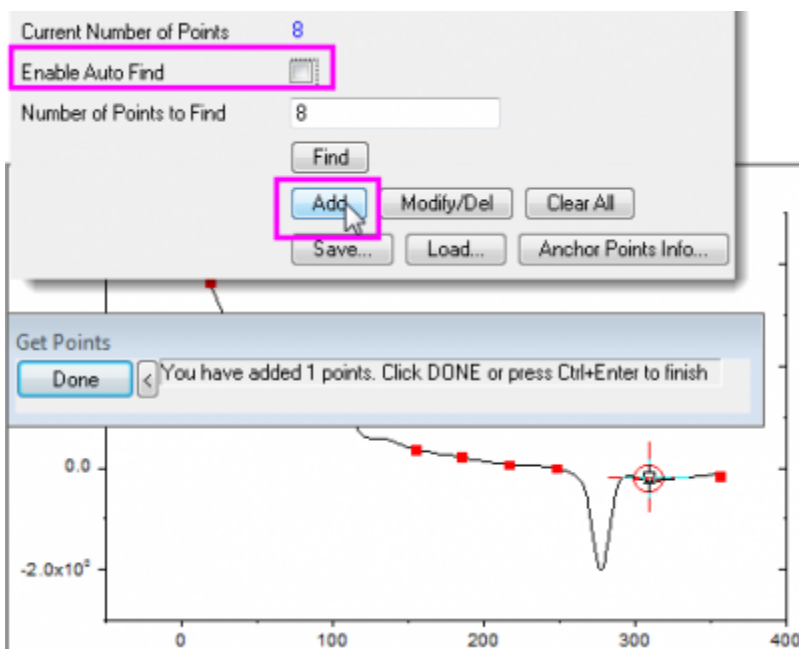 Current Number of Points 8
Enable Auto Find
Number of Points to Find 8
Find
Add Modify/Del Clear All
Save... Load... Anchor Points Info...
Get Points
Done < You have added 1 points. Click DONE or press Ctrl+Enter to finish
0.0
0 100 200 300 400